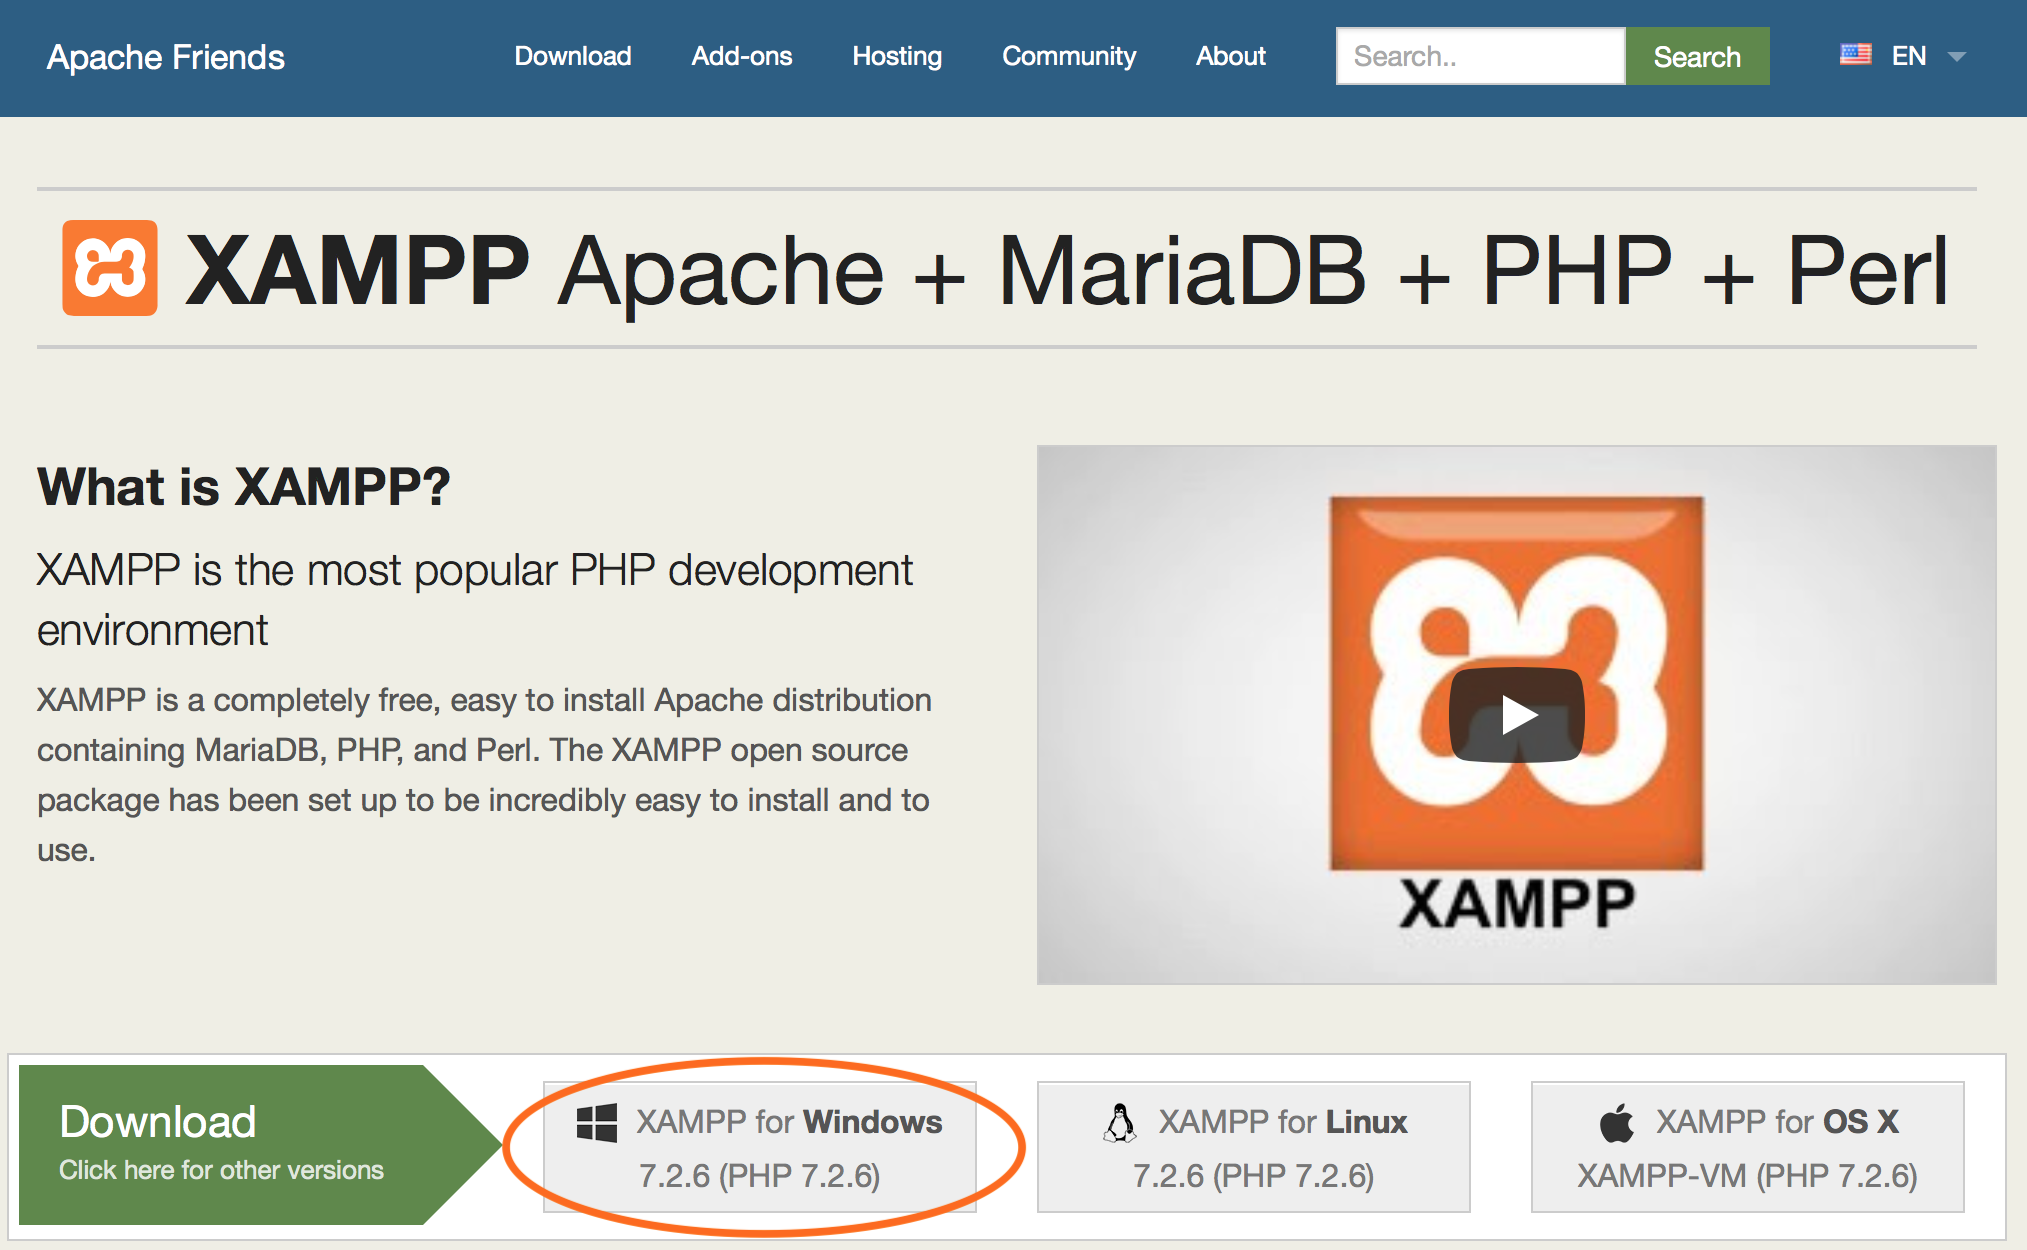 Apache Friends
Download
Add-ons
Hosting
Community
About
Search..
Search
EN
XAMPP Apache + MariaDB + PHP + Perl
What is XAMPP?
XAMPP is the most popular PHP development
environment
XAMPP is a completely free, easy to install Apache distribution
containing MariaDB, PHP, and Perl. The XAMPP open source
package has been set up to be incredibly easy to install and to
use.
XAMPP
Download
Click here for other versions
XAMPP for Windows
7.2.6 (PHP 7.2.6)
XAMPP for Linux
7.2.6 (PHP 7.2.6)
XAMPP for OS X
XAMPP-VM (PHP 7.2.6)